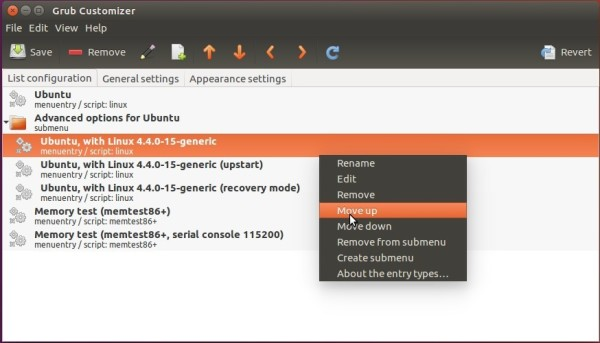 Grub Customizer
File Edit View Help
Save Remove Revert
List configuration General settings Appearance settings
Ubuntu
menuentry / script: linux
Advanced options for Ubuntu
submenu
Ubuntu, with Linux 4.4.0-15-generic
menuentry / script: linux
Ubuntu, with Linux 4.4.0-15-generic (upstart)
menuentry / script: linux
Ubuntu, with Linux 4.4.0-15-generic (recovery mode)
menuentry / script: linux
Memory test (memtest86+)
menuentry / script: memtest86+
Memory test (memtest86+, serial console 115200)
menuentry / script: memtest86+
Rename
Edit
Remove
Move up
Move down
Remove from submenu
Create submenu
About the entry types...